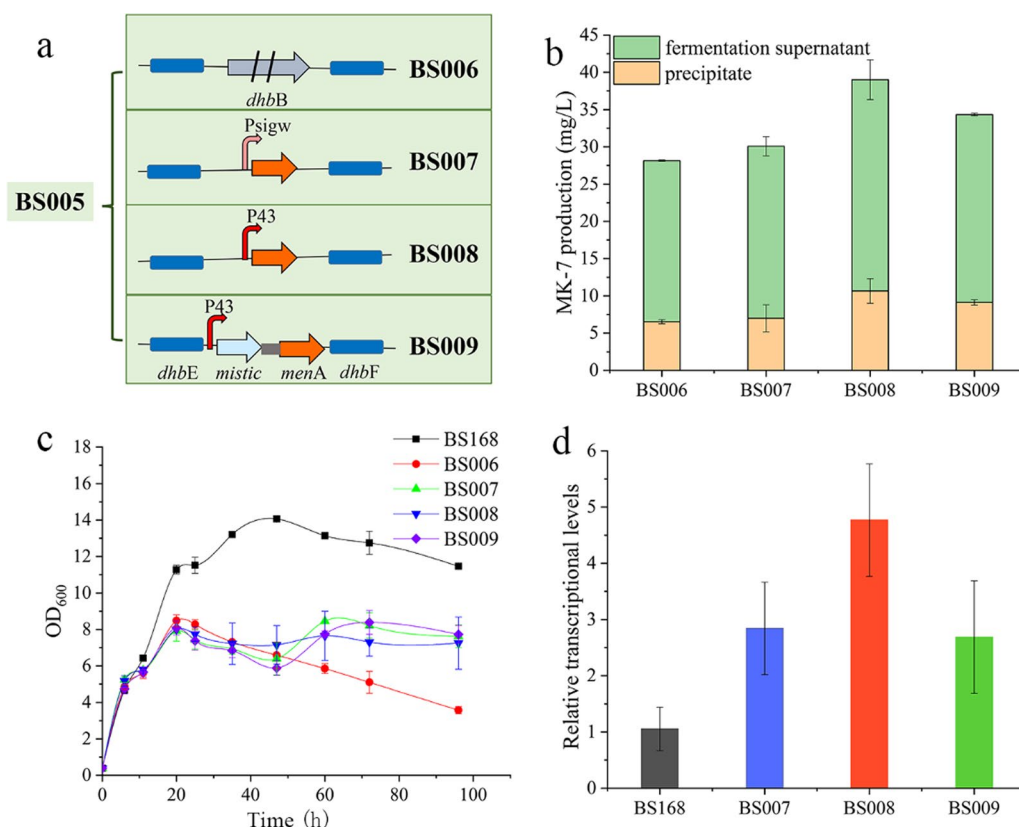 a
BS005
dhbB
BS006
Psigw
BS007
P43
BS008
P43
BS009
dhbE mistic menA dhbF
b
fermentation supernatant
precipitate
MK-7 production (mg/L)
45
40
35
30
25
20
15
10
5
0
BS006 BS007 BS008 BS009
c
BS168
BS006
BS007
BS008
BS009
OD600
18
16
14
12
10
8
6
4
2
0
0 20 40 60 80 100
Time (h)
d
Relative transcriptional levels
6
5
4
3
2
1
0
BS168 BS007 BS008 BS009